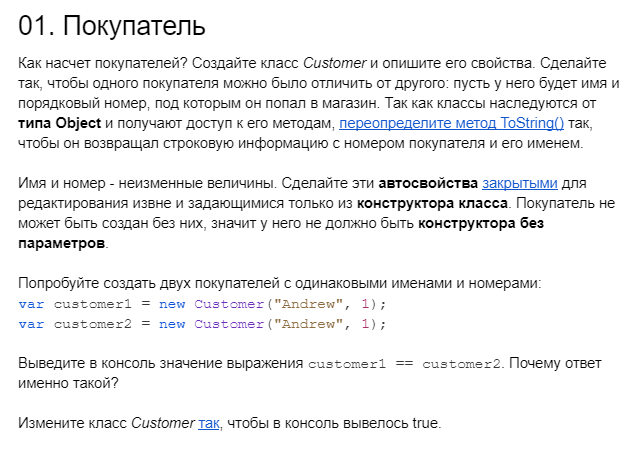 01. Покупатель
Как насчет покупателей? Создайте класс Customer и опишите его свойства. Сделайте
так, чтобы одного покупателя можно было отличить от другого: пусть у него будет имя и
порядковый номер, под которым он попал в магазин. Так как классы наследуются от
типа Object и получают доступ к его методам, переопределите метод ToString() так,
чтобы он возвращал строковую информацию с номером покупателя и его именем.
Имя и номер - неизменные величины. Сделайте эти автосвойства закрытыми для
редактирования извне и задающимися только из конструктора класса. Покупатель не
может быть создан без них, значит у него не должно быть конструктора без
параметров.
Попробуйте создать двух покупателей с одинаковыми именами и номерами:
var customer1 = new Customer("Andrew", 1);
var customer2 = new Customer("Andrew", 1);
Выведите в консоль значение выражения customer1 == customer2. Почему ответ
именно такой?
Измените класс Customer так, чтобы в консоль вывелось true.